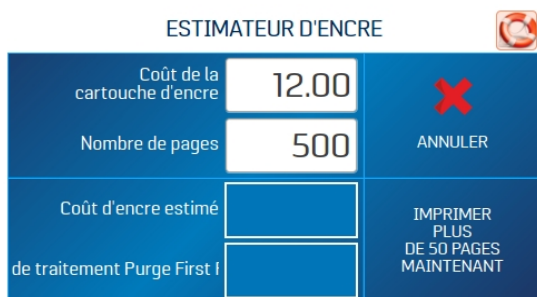 ESTIMATEUR D'ENCRE
Coût de la
cartouche d'encre
12.00
Nombre de pages
500
ANNULER
Coût d'encre estimé
de traitement Purge First
IMPRIMER
PLUS
DE 50 PAGES
MAINTENANT